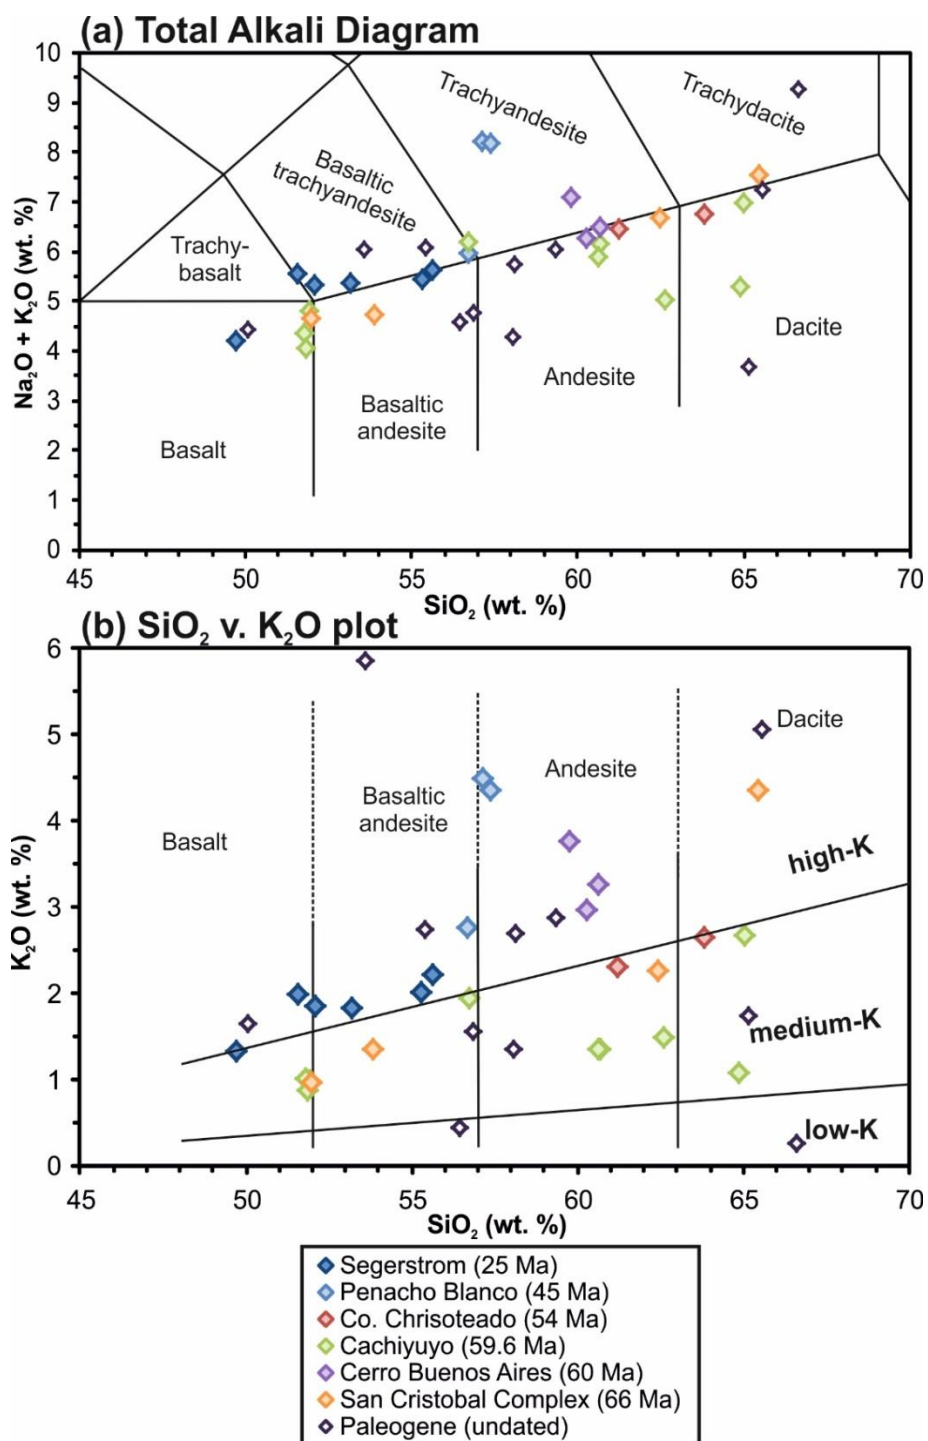 (a) Total Alkali Diagram
10
9
8
7
6
5
4
3
2
1
0
Na₂O + K₂O (wt. %)
Trachyandesite
Trachydacite
Basaltic
trachyandesite
Trachy-
basalt
Dacite
Andesite
Basaltic
andesite
Basalt
45 50 55 60 65 70
SiO₂ (wt. %)
(b) SiO₂ v. K₂O plot
6
5
4
3
2
1
0
K₂O (wt. %)
Dacite
Andesite
Basaltic
andesite
Basalt
high-K
medium-K
low-K
45 50 55 60 65 70
SiO₂ (wt. %)
Segerstrom (25 Ma)
Penacho Blanco (45 Ma)
Co. Chrisoteado (54 Ma)
Cachiyuyo (59.6 Ma)
Cerro Buenos Aires (60 Ma)
San Cristobal Complex (66 Ma)
Paleogene (undated)